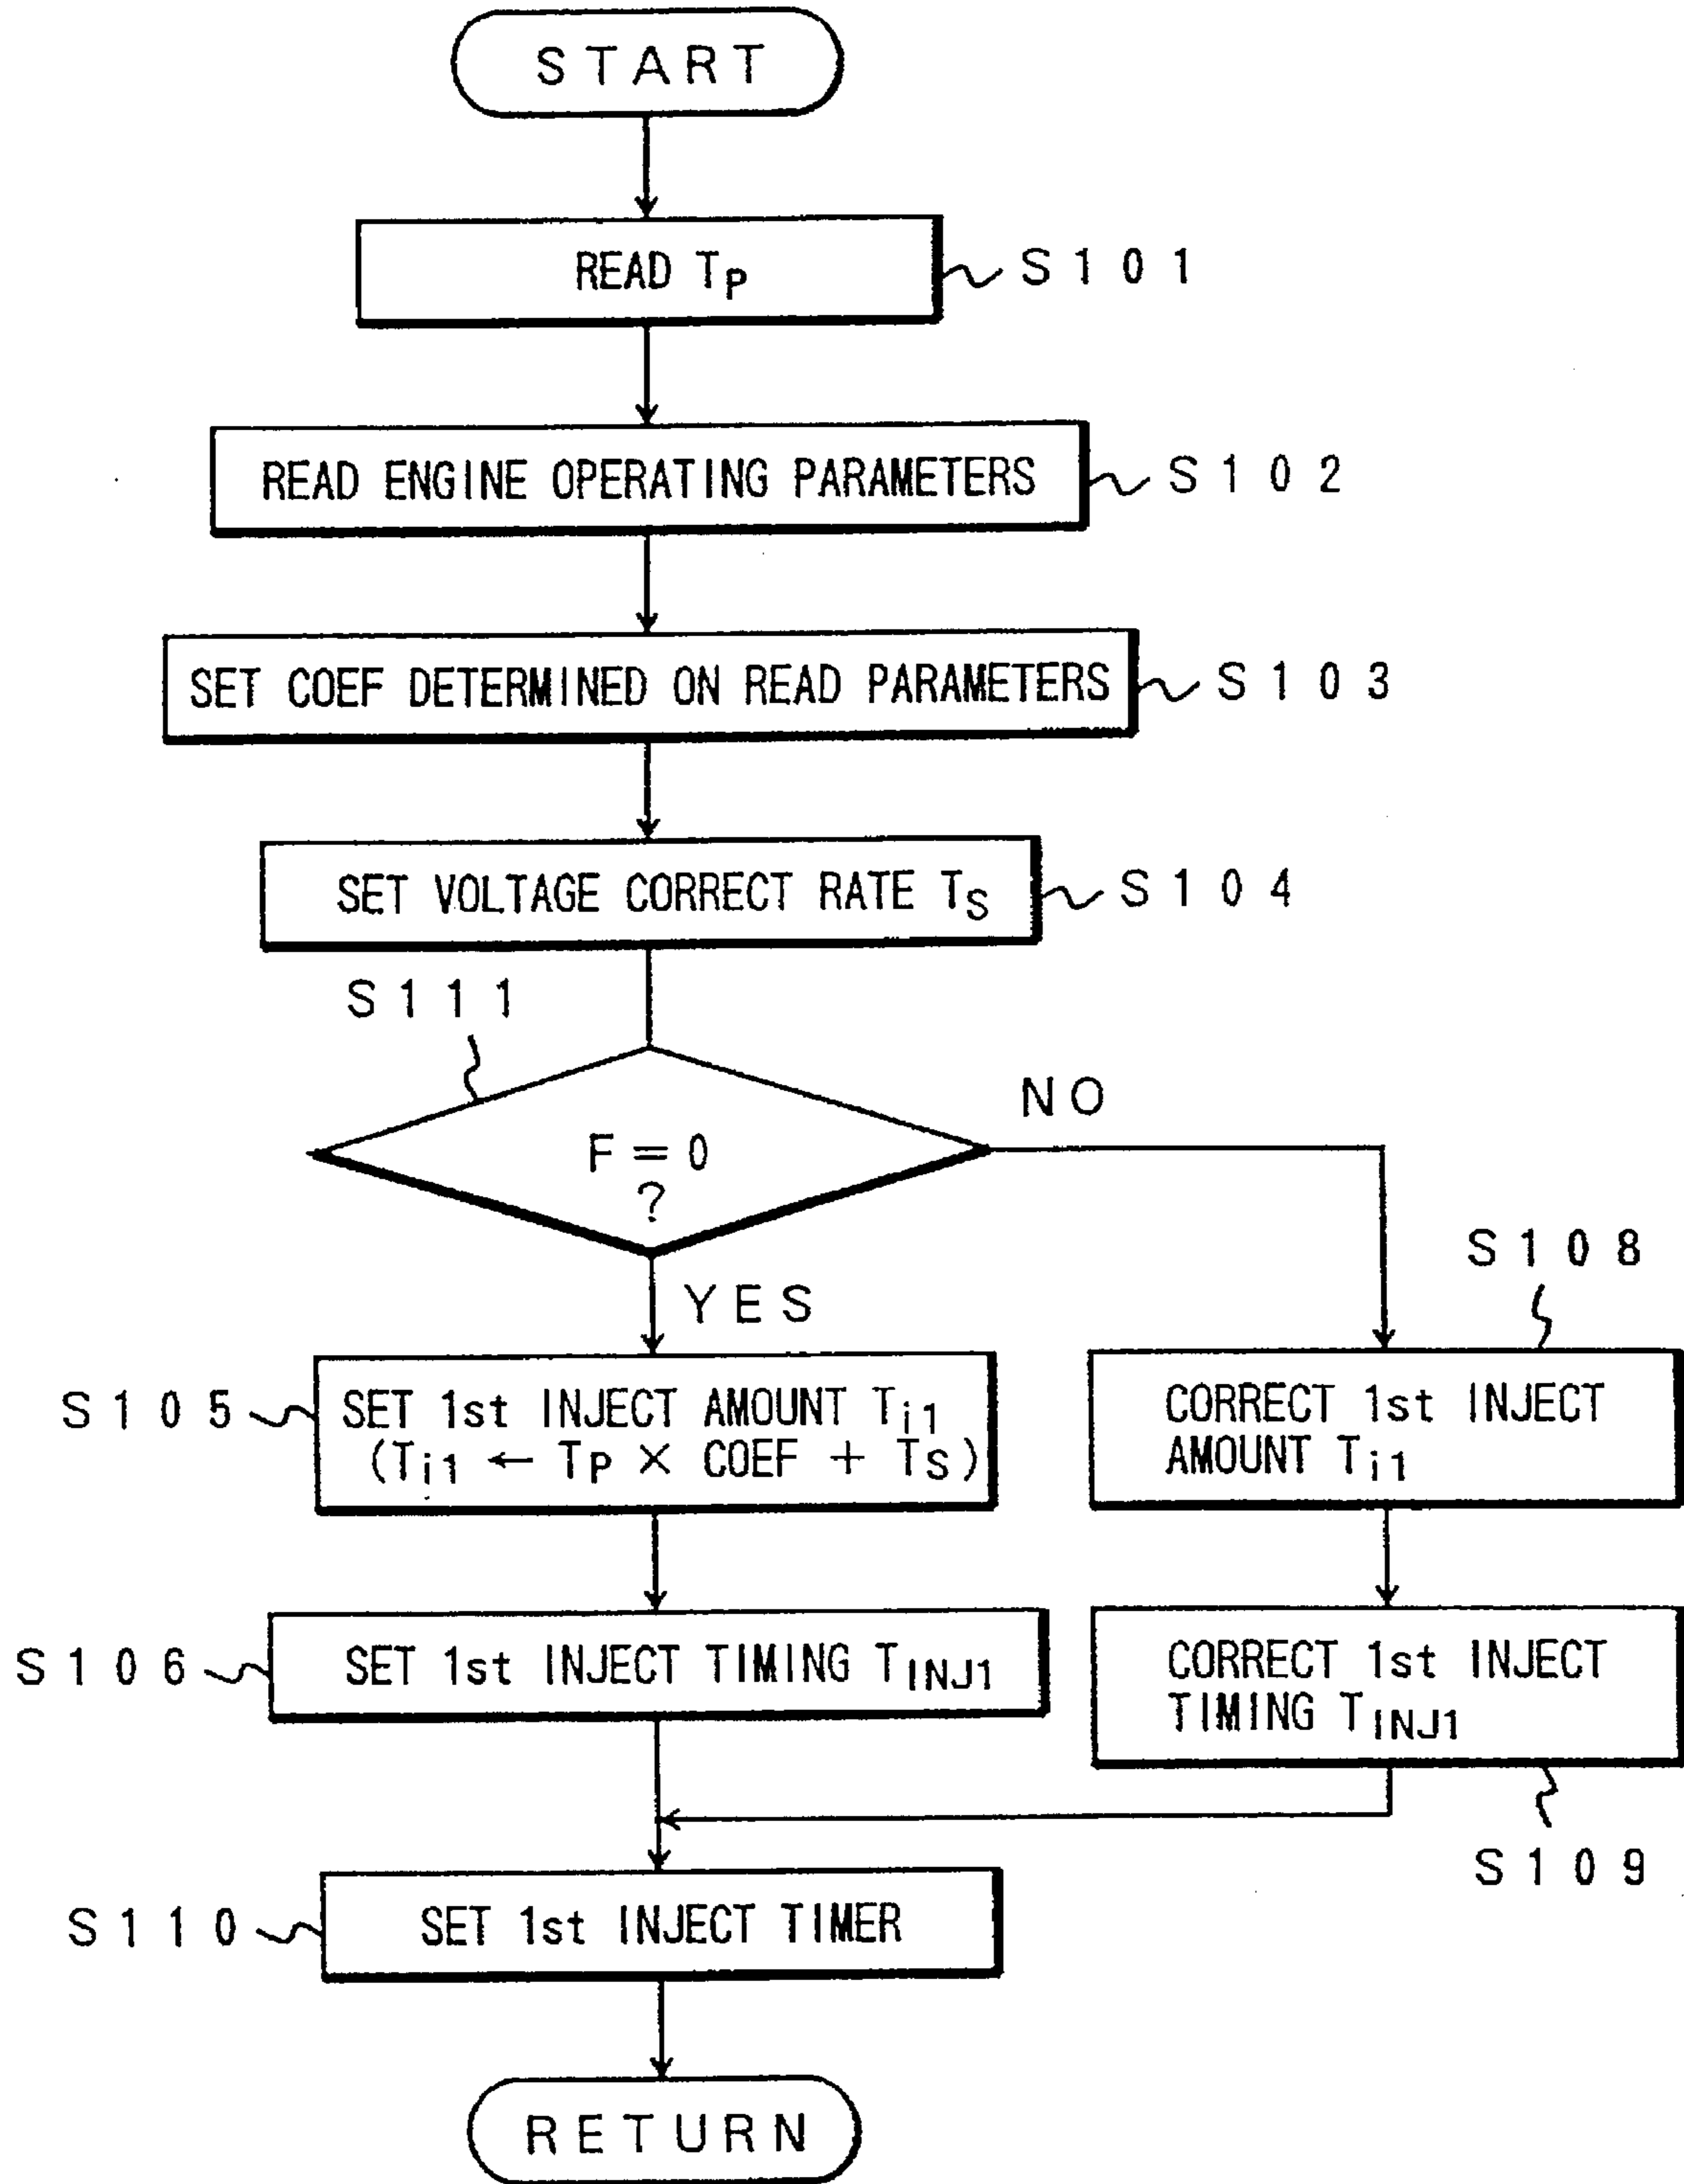 START
READ TP
S101
READ ENGINE OPERATING PARAMETERS
S102
SET COEF DETERMINED ON READ PARAMETERS
S103
SET VOLTAGE CORRECT RATE TS
S104
S111
F = 0
?
NO
YES
S108
S105
SET 1st INJECT AMOUNT Ti1
(Ti1 ← TP × COEF + TS)
CORRECT 1st INJECT
AMOUNT Ti1
S106
SET 1st INJECT TIMING TINJ1
CORRECT 1st INJECT
TIMING TINJ1
S109
S110
SET 1st INJECT TIMER
RETURN